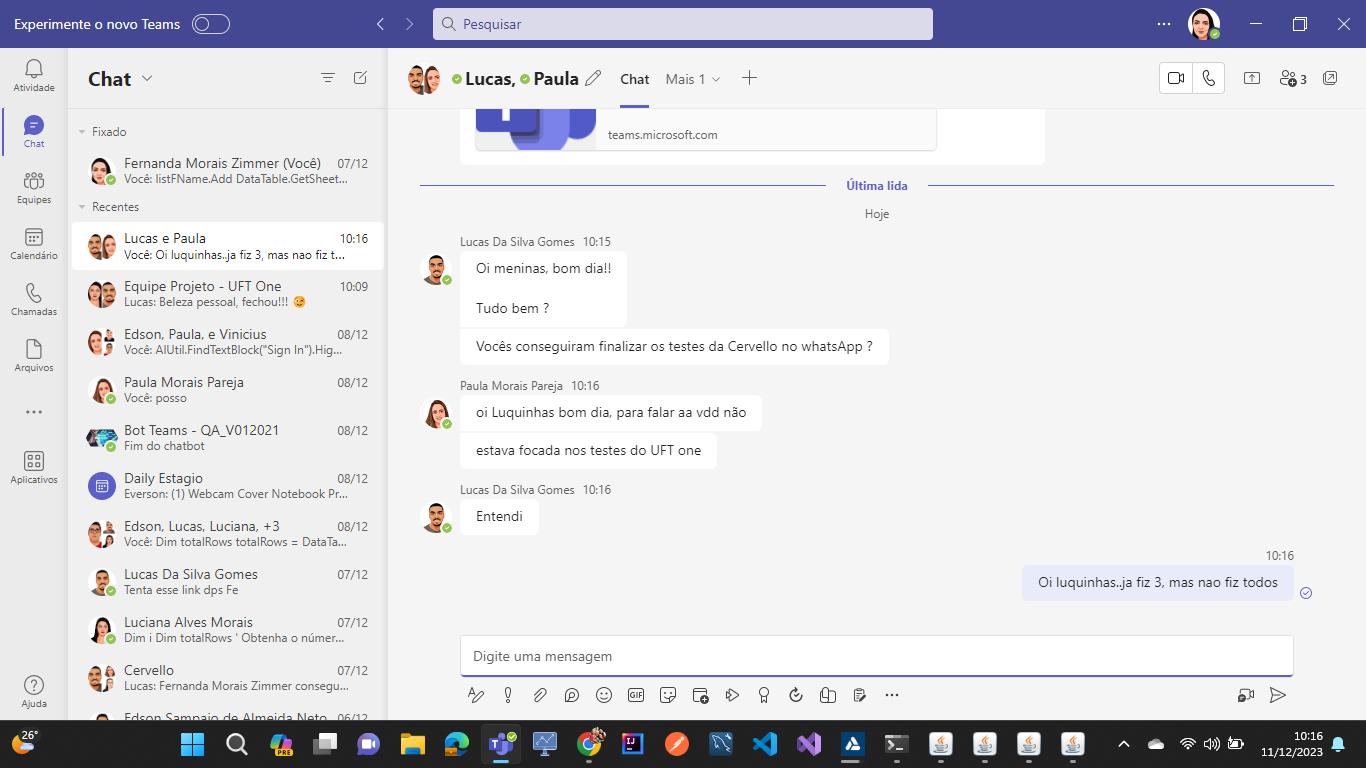 Experimente o novo Teams
Pesquisar
Atividade
Chat
Equipes
Calendário
Chamadas
Arquivos
Aplicativos
Ajuda
Chat
Fixado
Fernanda Morais Zimmer (Você) 07/12
Você: listFName.Add DataTable.GetSheet...
Recentes
Lucas e Paula 10:16
Você: Oi luquinhas..ja fiz 3, mas nao fiz t...
Equipe Projeto - UFT One 10:09
Lucas: Beleza pessoal, fechou!!! 😉
Edson, Paula, e Vinicius 08/12
Você: AIUtil.FindTextBlock("Sign In").Hig...
Paula Morais Pareja 08/12
Você: posso
Bot Teams - QA_V012021 08/12
Fim do chatbot
Daily Estagio 08/12
Everson: (1) Webcam Cover Notebook Pr...
Edson, Lucas, Luciana, +3 08/12
Você: Dim totalRows totalRows = DataTa...
Lucas Da Silva Gomes 07/12
Tenta esse link dps Fe
Luciana Alves Morais 07/12
Dim i Dim totalRows ' Obtenha o númer...
Cervello 07/12
Lucas: Fernanda Morais Zimmer consegu...
Edson Sampaio de Almeida Neto 06/12
Lucas, Paula
Chat
Mais 1
3
teams.microsoft.com
Última lida
Hoje
Lucas Da Silva Gomes 10:15
Oi meninas, bom dia!!
Tudo bem ?
Vocês conseguiram finalizar os testes da Cervello no whatsApp ?
Paula Morais Pareja 10:16
oi Luquinhas bom dia, para falar aa vdd não
estava focada nos testes do UFT one
Lucas Da Silva Gomes 10:16
Entendi
10:16
Oi luquinhas..ja fiz 3, mas nao fiz todos
Digite uma mensagem
GIF
26°
PRE
10:16
11/12/2023